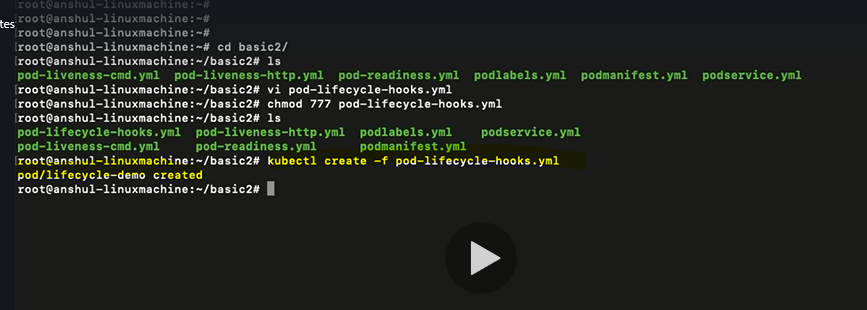 root@anshul-linuxmachine:~#
tes
root@anshul-linuxmachine:~#
root@anshul-linuxmachine:~#
root@anshul-linuxmachine:~# cd basic2/
root@anshul-linuxmachine:~/basic2# ls
pod-liveness-cmd.yml pod-liveness-http.yml pod-readiness.yml podlabels.yml podmanifest.yml podservice.yml
root@anshul-linuxmachine:~/basic2# vi pod-lifecycle-hooks.yml
root@anshul-linuxmachine:~/basic2# chmod 777 pod-lifecycle-hooks.yml
root@anshul-linuxmachine:~/basic2# ls
pod-lifecycle-hooks.yml pod-liveness-http.yml podlabels.yml podservice.yml
pod-liveness-cmd.yml pod-readiness.yml podmanifest.yml
root@anshul-linuxmachine:~/basic2# kubectl create -f pod-lifecycle-hooks.yml
pod/lifecycle-demo created
root@anshul-linuxmachine:~/basic2#